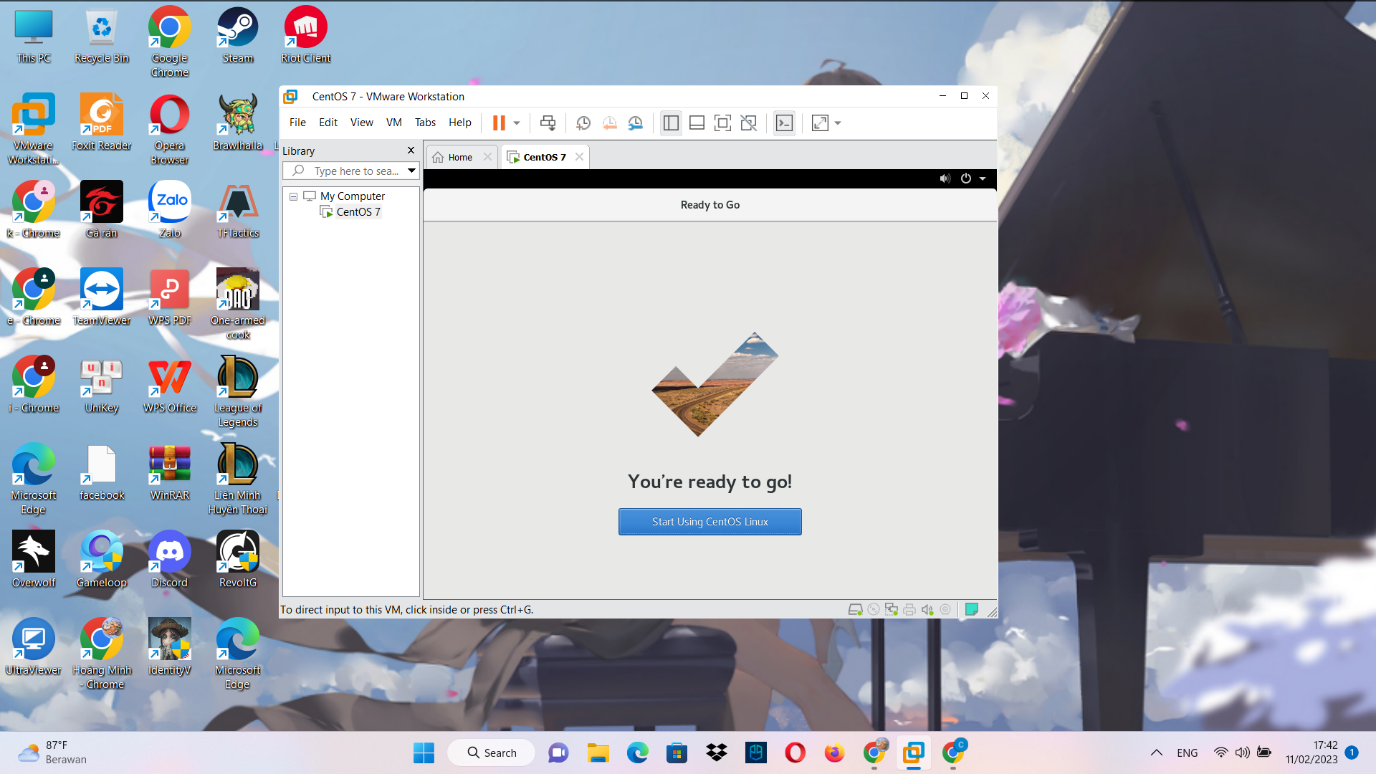 This PC
Recycle Bin
Google
Chrome
Steam
Riot Client
VMware
Workstati...
Foxit Reader
Opera
Browser
Brawlhalla
k - Chrome
Gà rán
Zalo
TFTactics
e - Chrome
TeamViewer
WPS PDF
One-armed
cook
i - Chrome
UniKey
WPS Office
League of
Legends
Microsoft
Edge
facebook
WinRAR
Liên Minh
Huyền Thoại
Overwolf
Gameloop
Discord
RevoltG
UltraViewer
Hoàng Minh
- Chrome
IdentityV
Microsoft
Edge
CentOS 7 - VMware Workstation
File Edit View VM Tabs Help
Library
Type here to sea...
My Computer
CentOS 7
Home
CentOS 7
Ready to Go
You're ready to go!
Start Using CentOS Linux
To direct input to this VM, click inside or press Ctrl+G.
87°F
Berawan
Search
ENG
17:42
11/02/2023
1